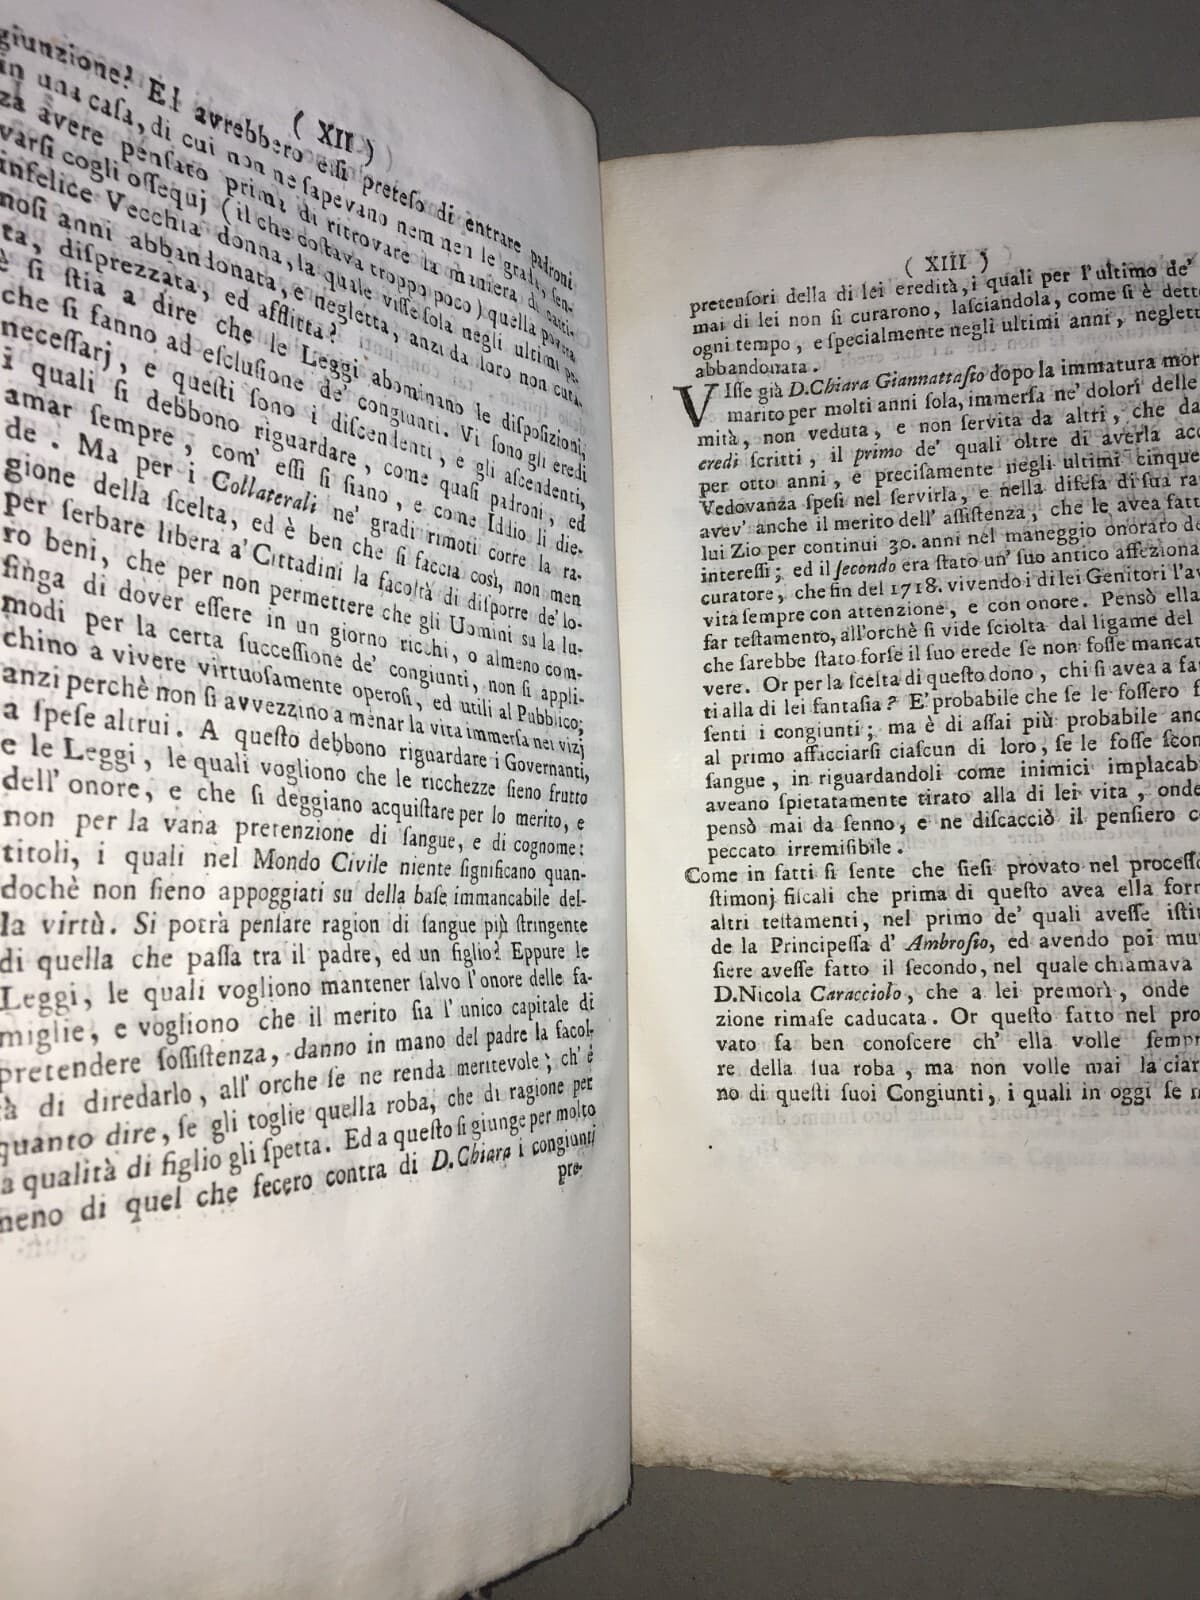 ( XII )
giunzione? Ed avrebbero essi preteso di entrare padroni
in una caſa, di cui non ne ſapevano nem men le grada, ſen-
za avere penſato prima di ritrovare la maniera di catti-
varſi cogli oſſequj (il che coſtava troppo poco) quella povera
infelice Vecchia donna, la quale viſſe ſola negli ultimi pe-
noſi anni abbandonata, e negletta, anzi da loro non cura-
ta, diſprezzata, ed afflitta?
è ſi ſtia a dire che le Leggi abominano le diſpoſizioni,
che ſi fanno ad eſcluſione de' congiunti. Vi ſono gli eredi
neceſſarj, e queſti ſono i diſcendenti, e gli aſcendenti,
i quali ſi debbono riguardare, come quaſi padroni, ed
amar ſempre, com' eſſi ſi ſiano, e come Iddio li die-
de. Ma per i Collaterali ne' gradi rimoti corre la ra-
gione della ſcelta, ed è ben che ſi faccia così, non men
per ſerbare libera a' Cittadini la facoltà di diſporre de' lo-
ro beni, che per non permettere che gli Uomini su la lu-
ſinga di dover eſſere in un giorno ricchi, o almeno com-
modi per la certa ſucceſſione de' congiunti, non ſi appli-
chino a vivere virtuoſamente operoſi, ed utili al Pubblico;
anzi perchè non ſi avvezzino a menar la vita immerſa nei vizj
a ſpeſe altrui. A queſto debbono riguardare i Governanti,
e le Leggi, le quali vogliono che le ricchezze ſieno frutto
dell' onore, e che ſi deggiano acquiſtare per lo merito, e
non per la vana pretenzione di ſangue, e di cognome:
titoli, i quali nel Mondo Civile niente ſignificano quan-
dochè non ſieno appoggiati su della baſe immancabile del-
la virtù. Si potrà penſare ragion di ſangue più ſtringente
di quella che paſſa tra il padre, ed un figlio? Eppure le
Leggi, le quali vogliono mantener ſalvo l' onore delle fa-
miglie, e vogliono che il merito ſia l' unico capitale di
pretendere ſoſſiſtenza, danno in mano del padre la facol-
tà di diredarlo, all' orche ſe ne renda meritevole; ch' è
quanto dire, ſe gli toglie quella roba, che di ragione per
la qualità di figlio gli ſpetta. Ed a queſto ſi giunge per molto
meno di quel che fecero contra di D. Chiara i congiunti
pre-
( XIII )
pretenſori della di lei eredità, i quali per l'ultimo de'
mai di lei non ſi curarono, laſciandola, come ſi è dett
ogni tempo, e ſpecialmente negli ultimi anni, neglett
abbandonata.
VIſſe già D. Chiara Giannattaſio dopo la immatura mor
marito per molti anni ſola, immerſa ne' dolori delle
mità, non veduta, e non ſervita da altri, che da
eredi ſcritti, il primo de' quali oltre di averla acc
per otto anni, e preciſamente negli ultimi cinque
Vedovanza ſpeſi nel ſervirla, e nella difeſa di ſua ra
avev' anche il merito dell' aſſiſtenza, che le avea fatt
lui Zio per continui 30. anni nel maneggio onoraro de
intereſſi; ed il ſecondo era ſtato un' ſuo antico affeziona
curatore, che fin del 1718. vivendo i di lei Genitori l'av
vita ſempre con attenzione, e con onore. Penſò ella
far teſtamento, all'orchè ſi vide ſciolta dal ligame del
che ſarebbe ſtato forſe il ſuo erede ſe non foſſe mancat
vere. Or per la ſcelta di queſto dono, chi ſi avea a fa
ti alla di lei fantaſia? E' probabile che ſe le foſſero f
ſenti i congiunti; ma è di aſſai più probabile anc
al primo affacciarſi ciaſcun di loro, ſe le foſſe ſcon
ſangue, in riguardandoli come inimici implacab
aveano ſpietatamente tirato alla di lei vita, onde
penſò mai da ſenno, e ne diſcacciò il penſiero c
peccato irremiſibile.
Come in fatti ſi ſente che ſieſi provato nel proceſſo
ſtimonj fiſcali che prima di queſto avea ella for
altri teſtamenti, nel primo de' quali aveſſe iſti
de la Principeſſa d' Ambroſio, ed avendo poi mu
ſiere aveſſe fatto il ſecondo, nel quale chiamava
D. Nicola Caracciolo, che a lei premorì, onde
zione rimaſe caducata. Or queſto fatto nel pro
vato fa ben conoſcere ch' ella volle ſempr
re della ſua roba, ma non volle mai laciar
no di queſti ſuoi Congiunti, i quali in oggi ſe n